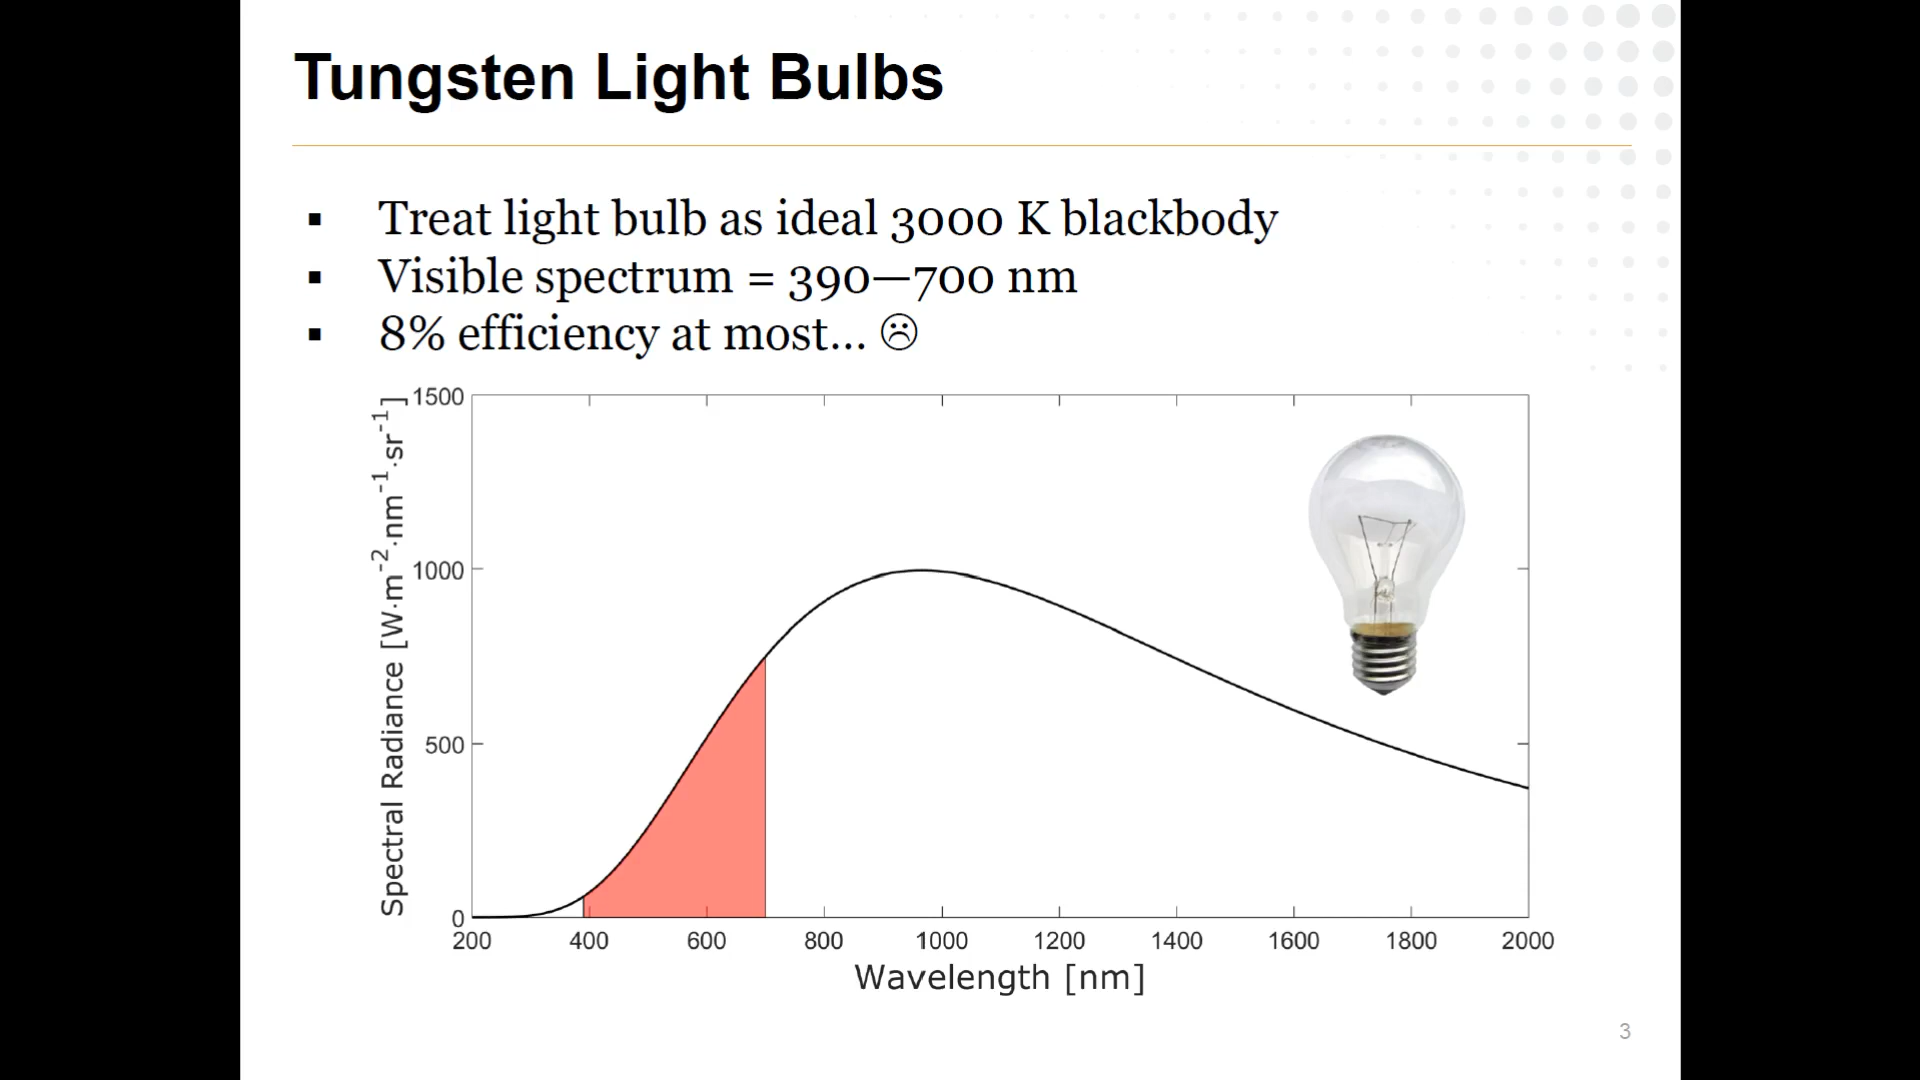 Tungsten Light Bulbs
▪ Treat light bulb as ideal 3000 K blackbody
▪ Visible spectrum = 390—700 nm
▪ 8% efficiency at most... ☹
Spectral Radiance [W·m⁻²·nm⁻¹·sr⁻¹]
1500
1000
500
0
200 400 600 800 1000 1200 1400 1600 1800 2000
Wavelength [nm]
3